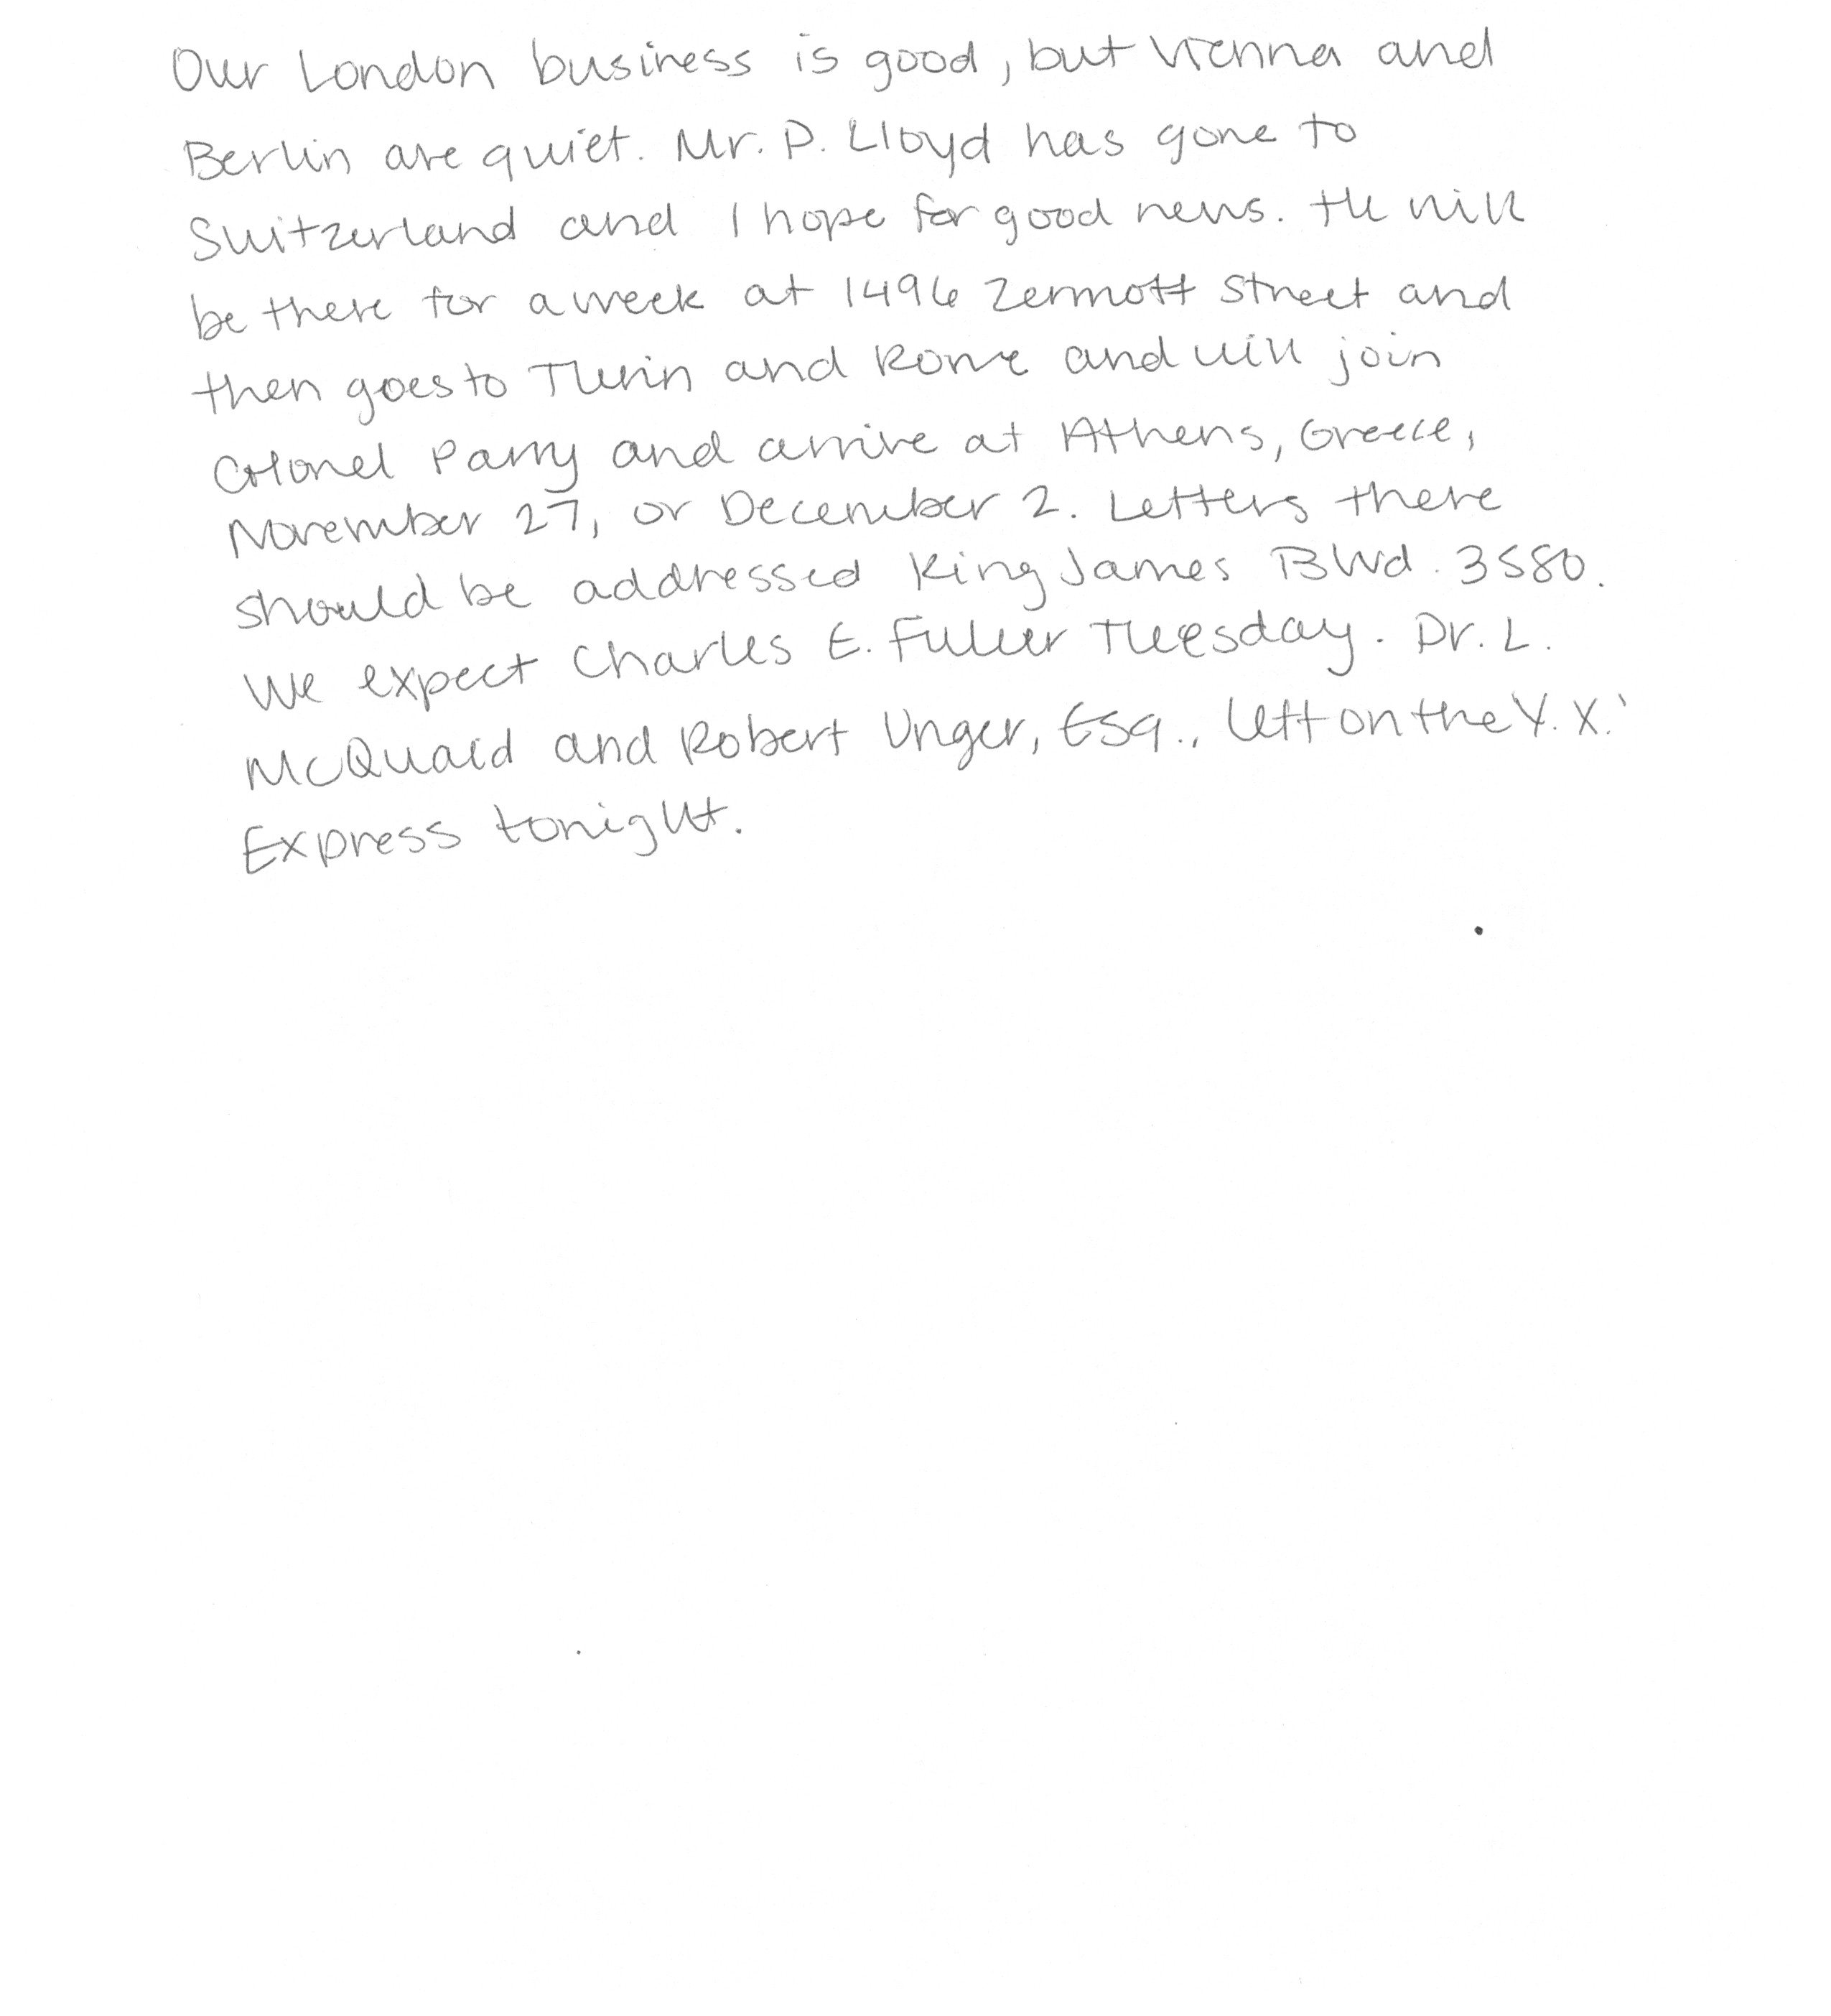 Our London business is good, but Vienna and
Berlin are quiet. Mr. D. Lloyd has gone to
Switzerland and I hope for good news. He will
be there for a week at 1496 Zermott Street and
then goes to Turin and Rome and will join
Colonel Parry and arrive at Athens, Greece,
November 27, or December 2. Letters there
should be addressed King James Blvd. 3580.
We expect Charles E. Fuller Tuesday. Dr. L.
McQuaid and Robert Unger, Esq., left on the Y.X.'
Express tonight.